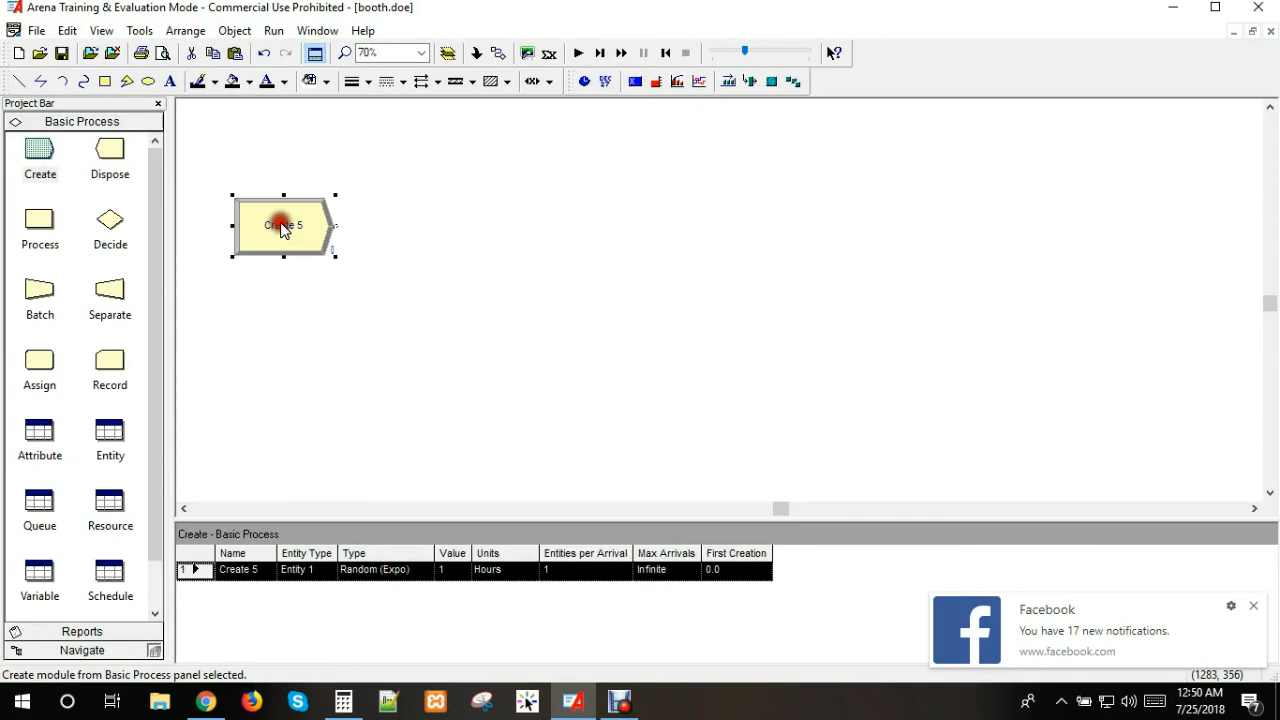 Arena Training & Evaluation Mode - Commercial Use Prohibited - [booth.doe]
File Edit View Tools Arrange Object Run Window Help
70%
Project Bar
Basic Process
Create Dispose
Process Decide
Batch Separate
Assign Record
Attribute Entity
Queue Resource
Variable Schedule
Reports
Navigate
Create 5
Create - Basic Process
Name Entity Type Type Value Units Entities per Arrival Max Arrivals First Creation
1 Create 5 Entity 1 Random (Expo) 1 Hours 1 Infinite 0.0
Facebook
You have 17 new notifications.
www.facebook.com
Create module from Basic Process panel selected.
(1283, 356)
12:50 AM
7/25/2018
7